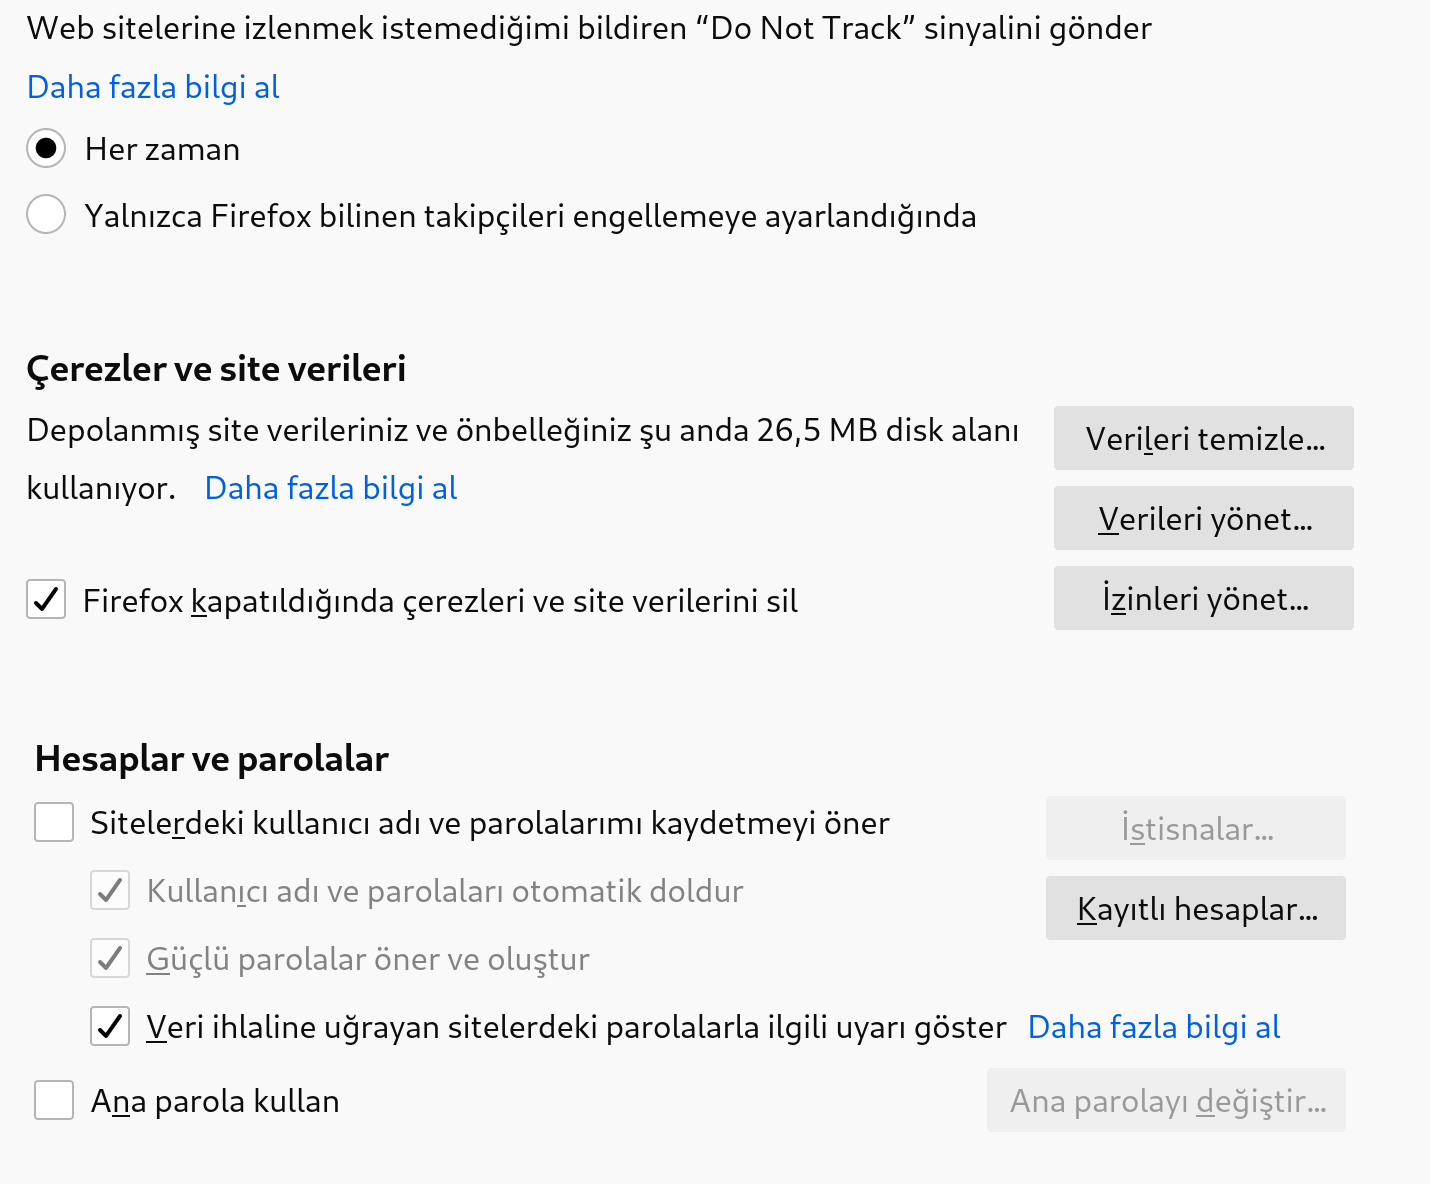 Web sitelerine izlenmek istemediğimi bildiren “Do Not Track” sinyalini gönder
Daha fazla bilgi al
Her zaman
Yalnızca Firefox bilinen takipçileri engellemeye ayarlandığında
Çerezler ve site verileri
Depolanmış site verileriniz ve önbelleğiniz şu anda 26,5 MB disk alanı
kullanıyor. Daha fazla bilgi al
Verileri temizle...
Verileri yönet...
Firefox kapatıldığında çerezleri ve site verilerini sil
İzinleri yönet...
Hesaplar ve parolalar
Sitelerdeki kullanıcı adı ve parolalarımı kaydetmeyi öner
İstisnalar...
Kullanıcı adı ve parolaları otomatik doldur
Kayıtlı hesaplar...
Güçlü parolalar öner ve oluştur
Veri ihlaline uğrayan sitelerdeki parolalarla ilgili uyarı göster Daha fazla bilgi al
Ana parola kullan
Ana parolayı değiştir...